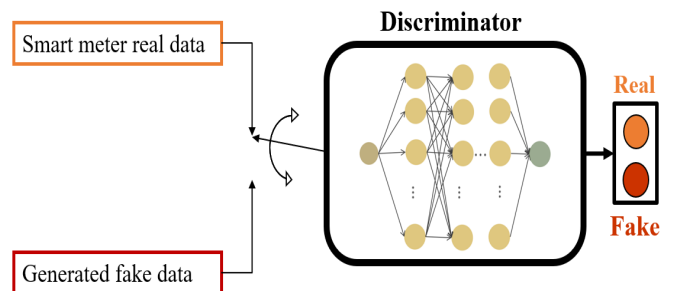 Discriminator
Smart meter real data
Real
Fake
Generated fake data